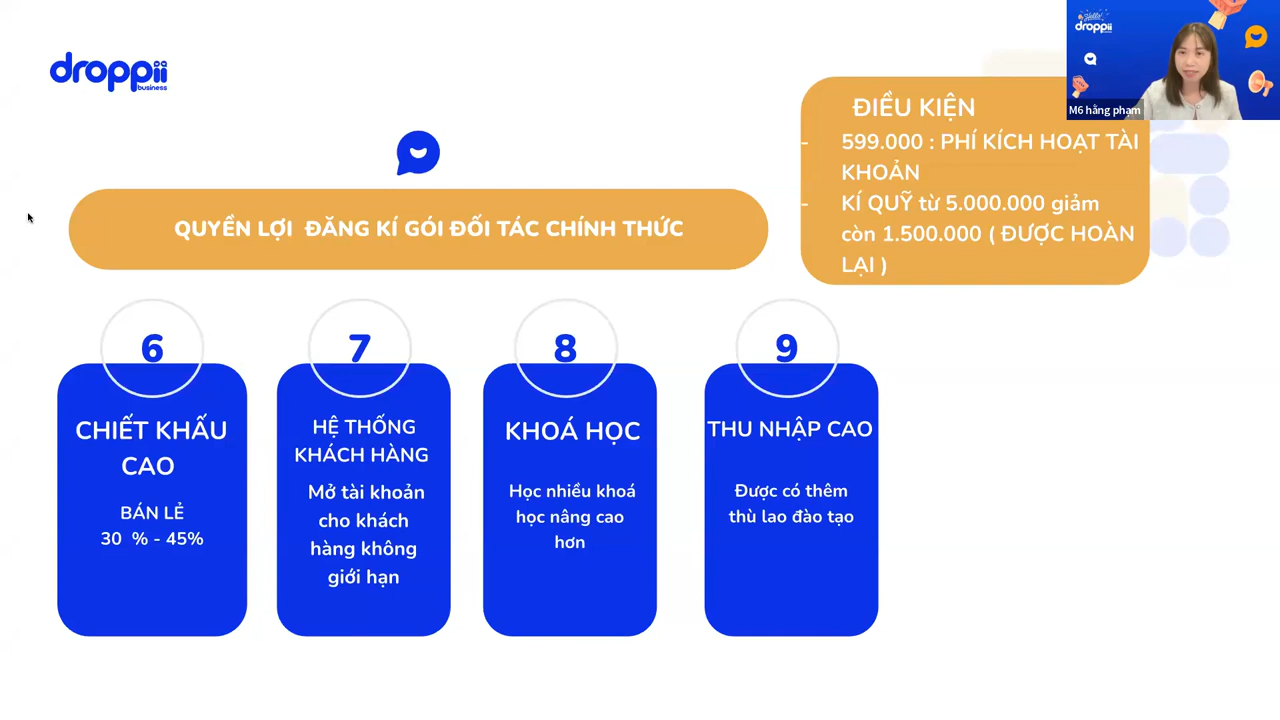 droppii
business
Hello!
droppii
M6 hằng phạm
ĐIỀU KIỆN
- 599.000 : PHÍ KÍCH HOẠT TÀI
KHOẢN
- KÍ QUỸ từ 5.000.000 giảm
còn 1.500.000 ( ĐƯỢC HOÀN
LẠI )
QUYỀN LỢI ĐĂNG KÍ GÓI ĐỐI TÁC CHÍNH THỨC
6
CHIẾT KHẤU
CAO
BÁN LẺ
30 % - 45%
7
HỆ THỐNG
KHÁCH HÀNG
Mở tài khoản
cho khách
hàng không
giới hạn
8
KHOÁ HỌC
Học nhiều khoá
học nâng cao
hơn
9
THU NHẬP CAO
Được có thêm
thù lao đào tạo